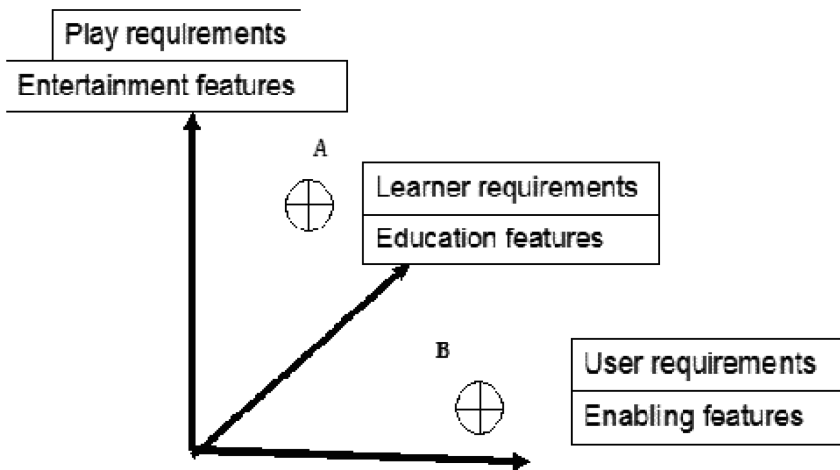 Play requirements
Entertainment features
A
Learner requirements
Education features
B
User requirements
Enabling features